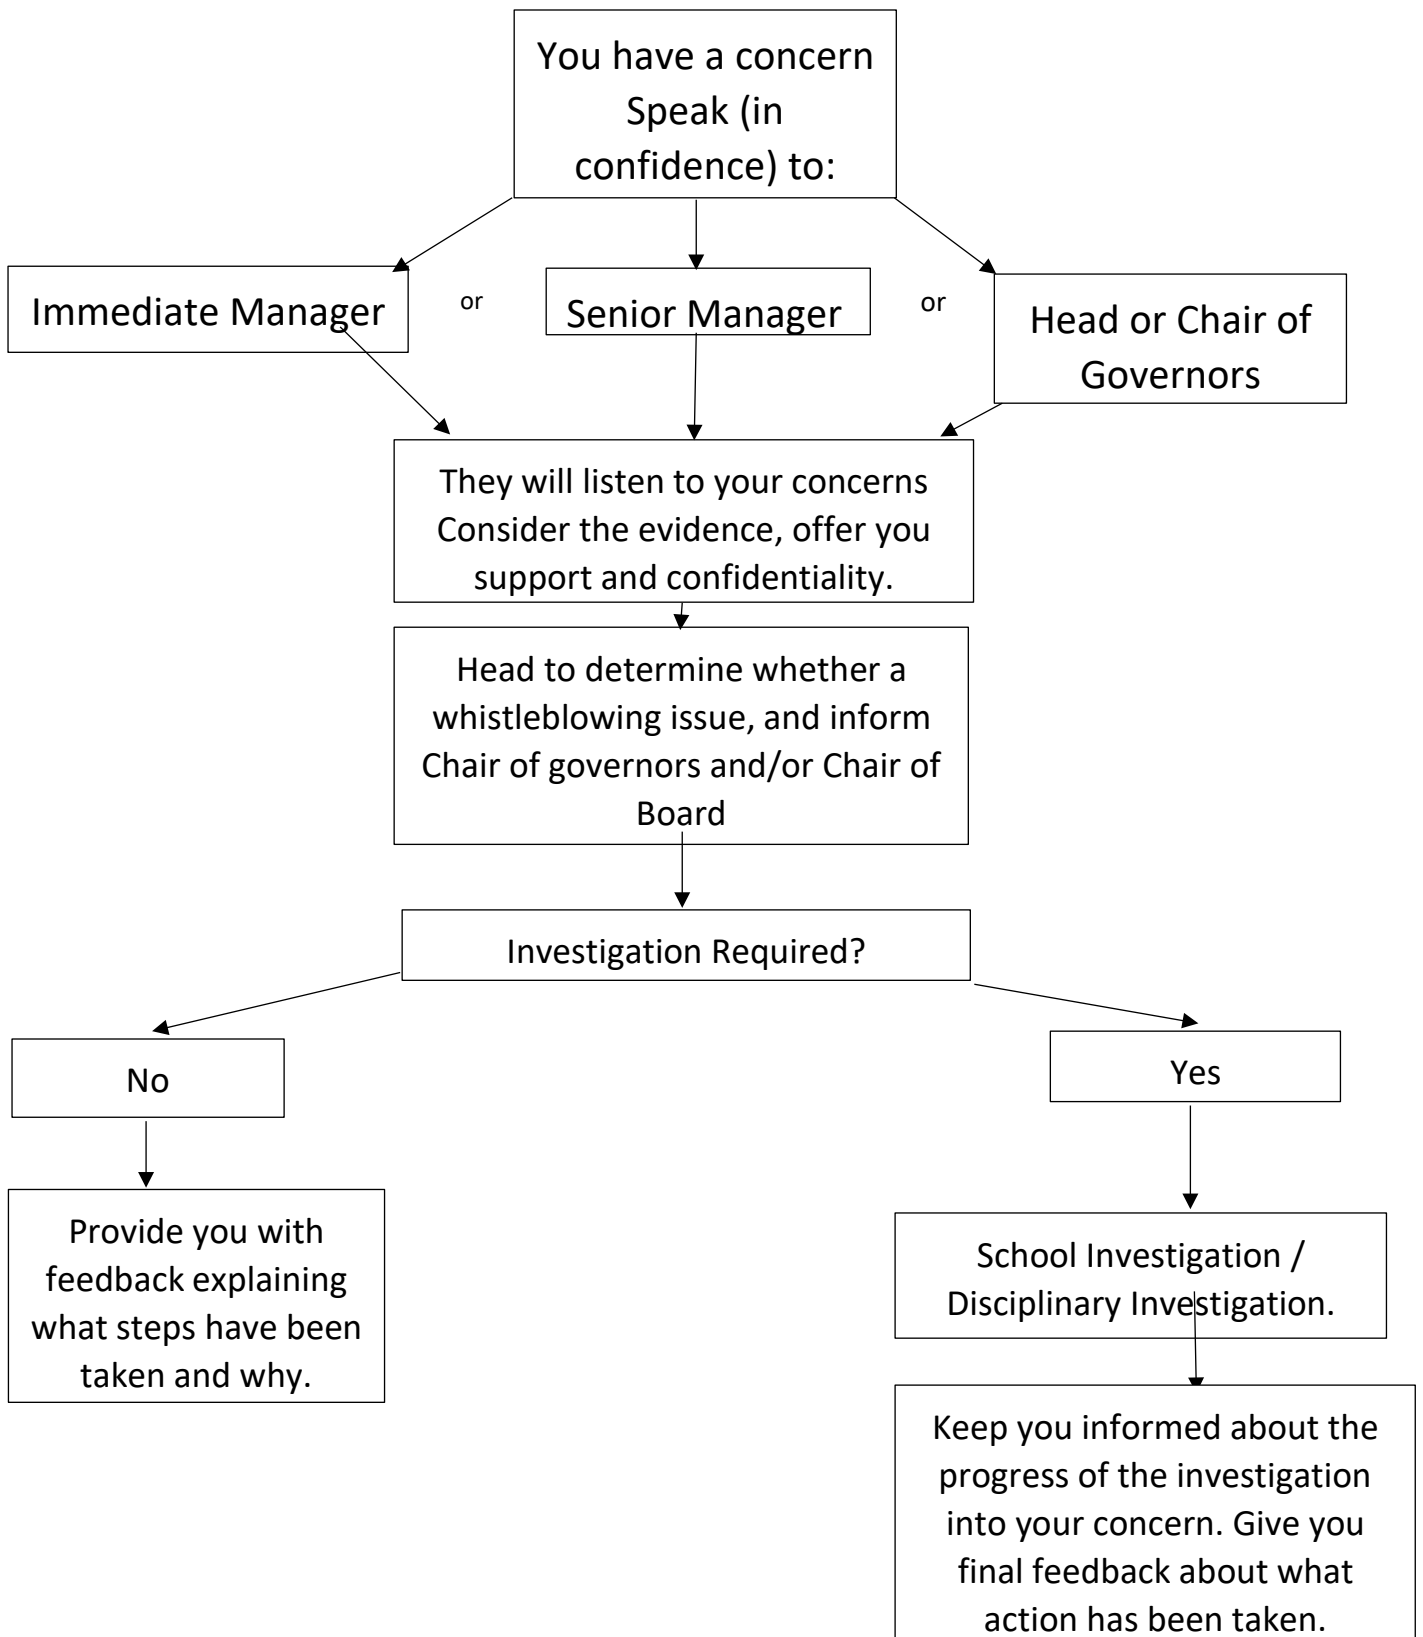 You have a concern
Speak (in
confidence) to:
Immediate Manager
or
Senior Manager
or
Head or Chair of
Governors
They will listen to your concerns
Consider the evidence, offer you
support and confidentiality.
Head to determine whether a
whistleblowing issue, and inform
Chair of governors and/or Chair of
Board
Investigation Required?
No
Yes
Provide you with
feedback explaining
what steps have been
taken and why.
School Investigation /
Disciplinary Investigation.
Keep you informed about the
progress of the investigation
into your concern. Give you
final feedback about what
action has been taken.